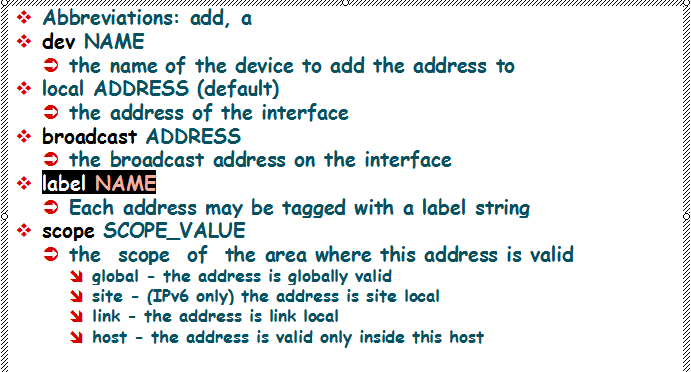 Abbreviations: add, a
dev NAME
the name of the device to add the address to
local ADDRESS (default)
the address of the interface
broadcast ADDRESS
the broadcast address on the interface
label NAME
Each address may be tagged with a label string
scope SCOPE_VALUE
the scope of the area where this address is valid
global - the address is globally valid
site - (IPv6 only) the address is site local
link - the address is link local
host - the address is valid only inside this host